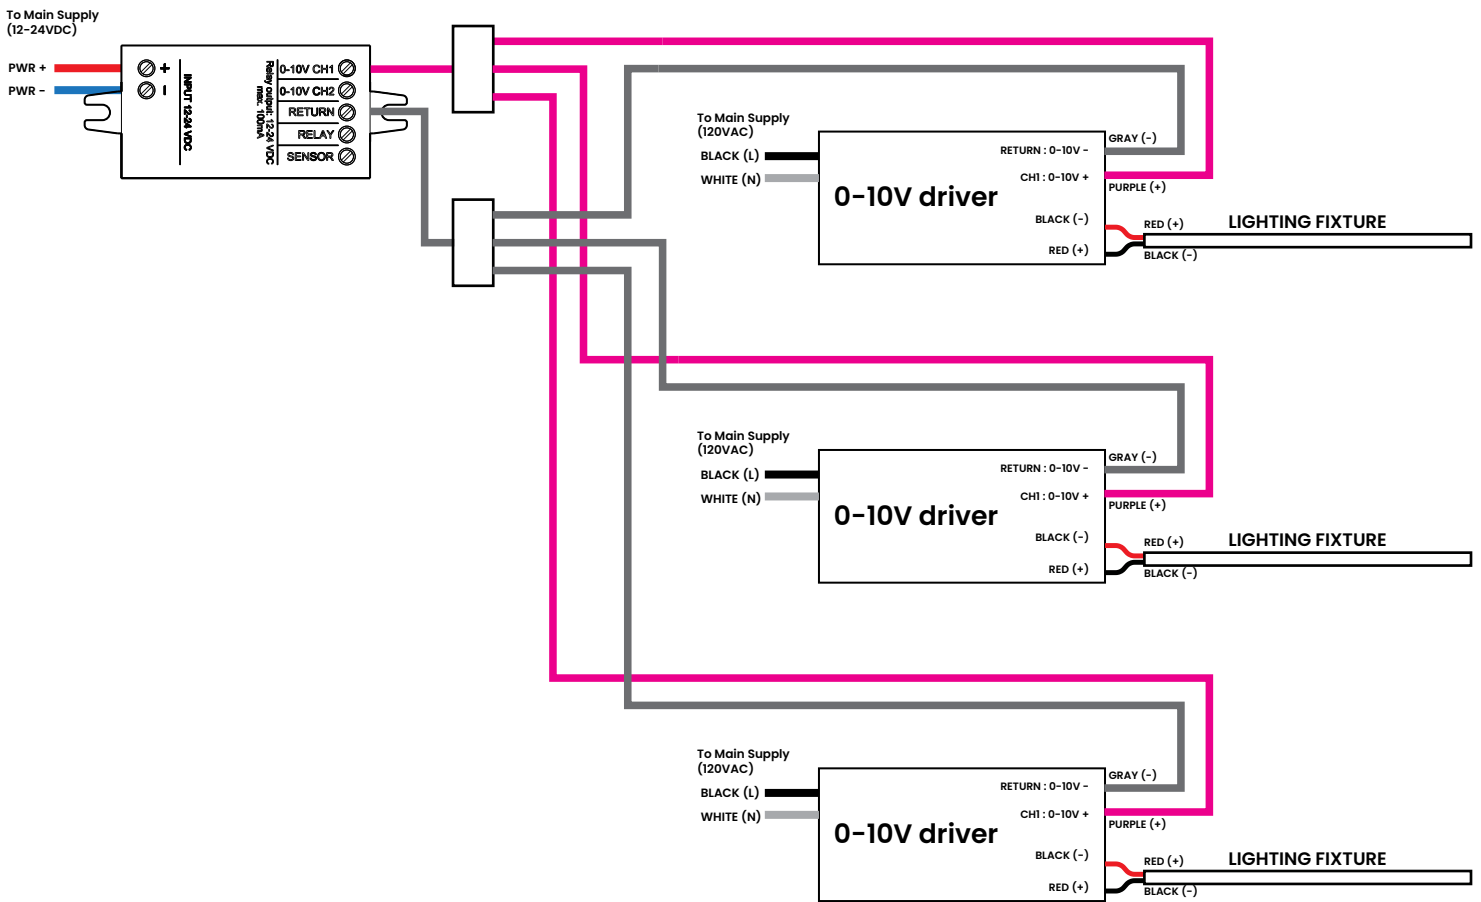 To Main Supply
(12-24VDC)
PWR +
PWR -
+
-
INPUT 12-24 VDC
Relay output: 12-24 VDC
max. 100mA
0-10V CH1
0-10V CH2
RETURN
RELAY
SENSOR
To Main Supply
(120VAC)
BLACK (L)
WHITE (N)
0-10V driver
RETURN : 0-10V -
CH1 : 0-10V +
BLACK (-)
RED (+)
GRAY (-)
PURPLE (+)
RED (+)
BLACK (-)
LIGHTING FIXTURE
To Main Supply
(120VAC)
BLACK (L)
WHITE (N)
0-10V driver
RETURN : 0-10V -
CH1 : 0-10V +
BLACK (-)
RED (+)
GRAY (-)
PURPLE (+)
RED (+)
BLACK (-)
LIGHTING FIXTURE
To Main Supply
(120VAC)
BLACK (L)
WHITE (N)
0-10V driver
RETURN : 0-10V -
CH1 : 0-10V +
BLACK (-)
RED (+)
GRAY (-)
PURPLE (+)
RED (+)
BLACK (-)
LIGHTING FIXTURE